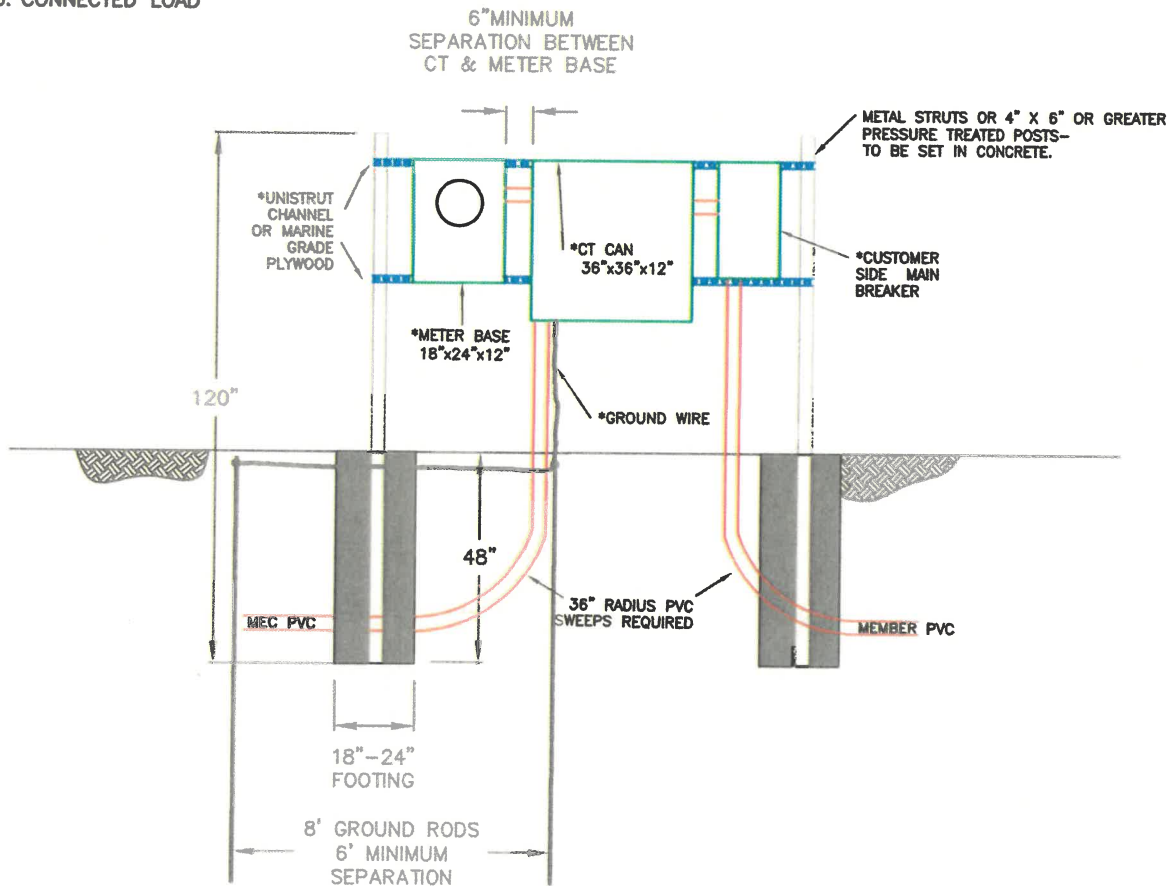 CONNECTED LOAD
6"MINIMUM
SEPARATION BETWEEN
CT & METER BASE
METAL STRUTS OR 4" X 6" OR GREATER
PRESSURE TREATED POSTS-
TO BE SET IN CONCRETE.
*UNISTRUT
CHANNEL
OR MARINE
GRADE
PLYWOOD
*CT CAN
36"x36"x12"
*CUSTOMER
SIDE MAIN
BREAKER
*METER BASE
18"x24"x12"
120"
*GROUND WIRE
48"
36" RADIUS PVC
SWEEPS REQUIRED
MEC PVC
MEMBER PVC
18"-24"
FOOTING
8' GROUND RODS
6' MINIMUM
SEPARATION